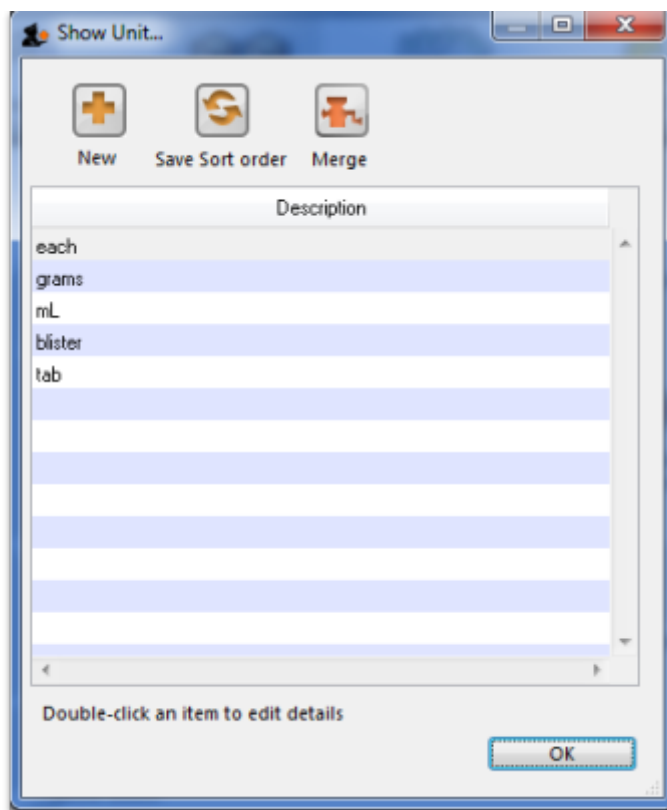 Show Unit...
New Save Sort order Merge
Description
each
grams
mL
blister
tab
Double-click an item to edit details
OK